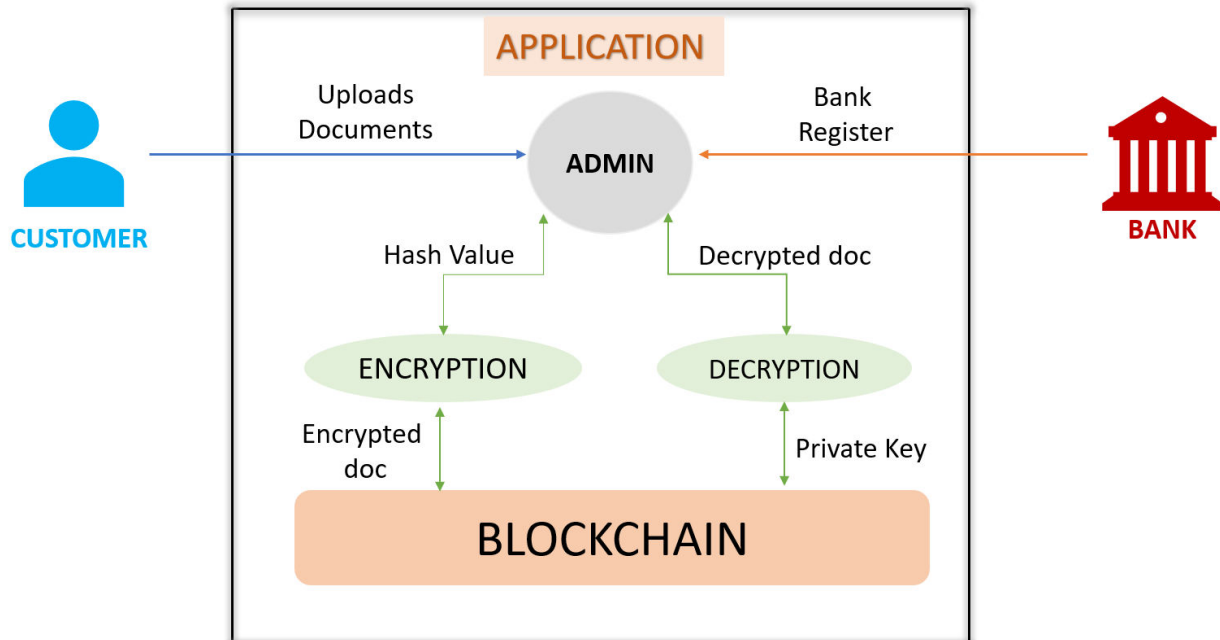 APPLICATION
Uploads
Documents
Bank
Register
ADMIN
CUSTOMER
BANK
Hash Value
Decrypted doc
ENCRYPTION
DECRYPTION
Encrypted
doc
Private Key
BLOCKCHAIN